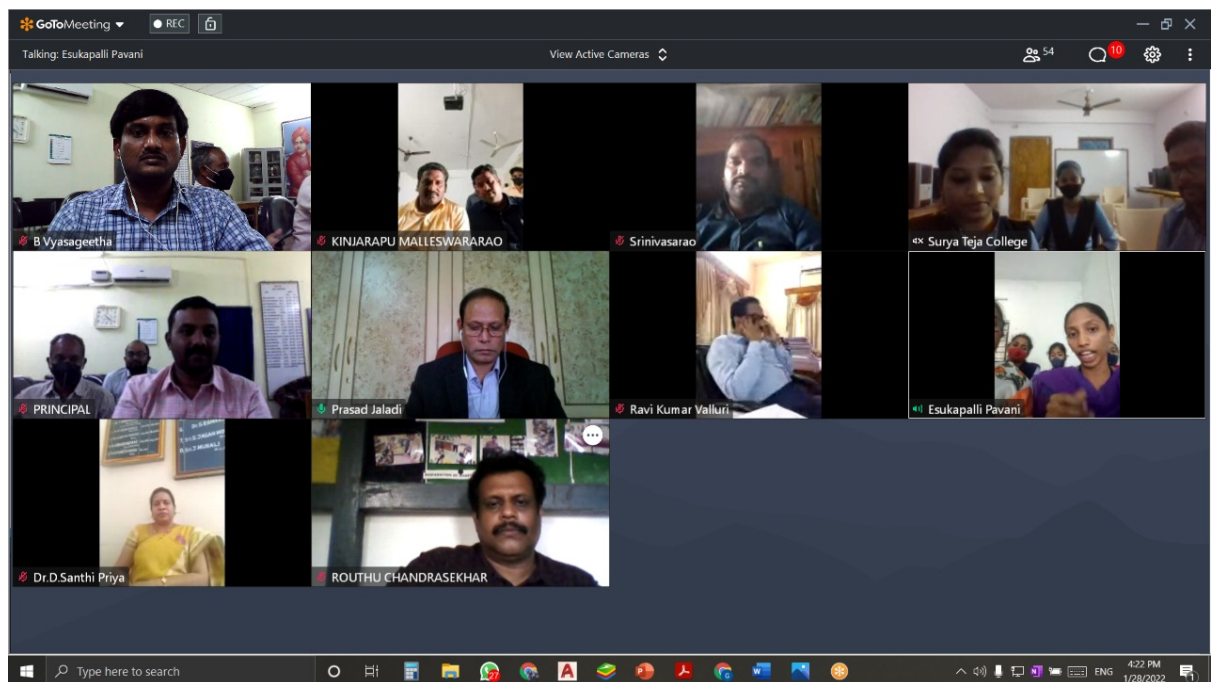 GoToMeeting
REC
Talking: Esukapalli Pavani
View Active Cameras
54
10
B Vyasageetha
KINJARAPU MALLESWARARAO
Srinivasarao
Surya Teja College
PRINCIPAL
Prasad Jaladi
Ravi Kumar Valluri
Esukapalli Pavani
Dr.D.Santhi Priya
ROUTHU CHANDRASEKHAR
Type here to search
27
ENG
4:22 PM
1/28/2022
1